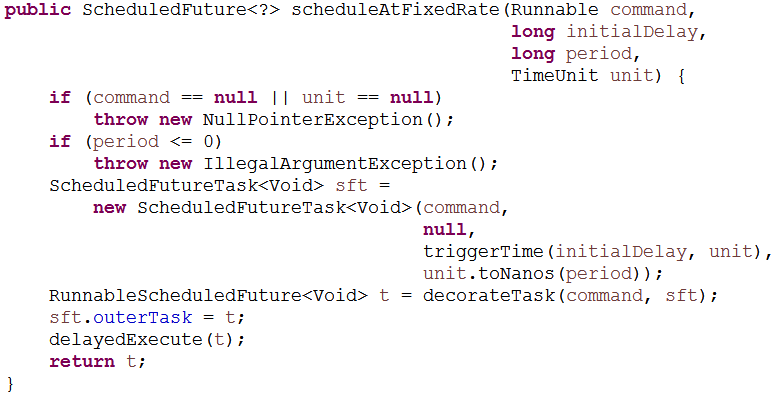 public ScheduledFuture<?> scheduleAtFixedRate(Runnable command,
                                              long initialDelay,
                                              long period,
                                              TimeUnit unit) {
    if (command == null || unit == null)
        throw new NullPointerException();
    if (period <= 0)
        throw new IllegalArgumentException();
    ScheduledFutureTask<Void> sft =
        new ScheduledFutureTask<Void>(command,
                                      null,
                                      triggerTime(initialDelay, unit),
                                      unit.toNanos(period));
    RunnableScheduledFuture<Void> t = decorateTask(command, sft);
    sft.outerTask = t;
    delayedExecute(t);
    return t;
}